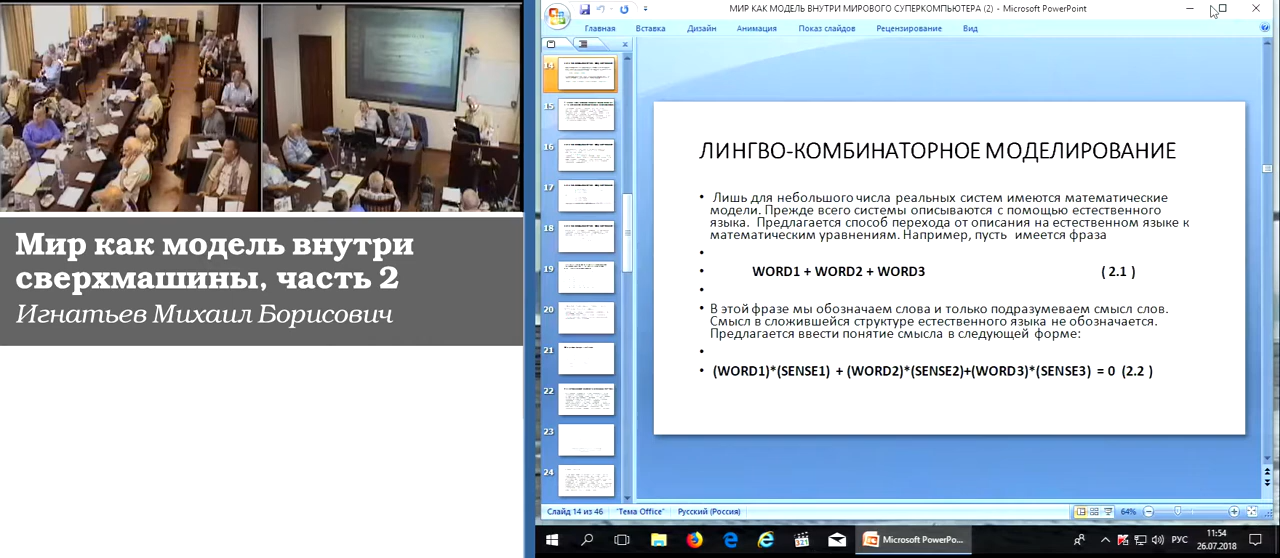 Мир как модель внутри
сверхмашины, часть 2
Игнатьев Михаил Борисович
МИР КАК МОДЕЛЬ ВНУТРИ МИРОВОГО СУПЕРКОМПЬЮТЕРА (2) - Microsoft PowerPoint
Главная Вставка Дизайн Анимация Показ слайдов Рецензирование Вид
14
15
16
17
18
19
20
21
22
23
24
ЛИНГВО-КОМБИНАТОРНОЕ МОДЕЛИРОВАНИЕ
• Лишь для небольшого числа реальных систем имеются математические
модели. Прежде всего системы описываются с помощью естественного
языка. Предлагается способ перехода от описания на естественном языке к
математическим уравнениям. Например, пусть имеется фраза
•
• WORD1 + WORD2 + WORD3 ( 2.1 )
•
• В этой фразе мы обозначаем слова и только подразумеваем смысл слов.
Смысл в сложившейся структуре естественного языка не обозначается.
Предлагается ввести понятие смысла в следующей форме:
•
• (WORD1)*(SENSE1) + (WORD2)*(SENSE2)+(WORD3)*(SENSE3) = 0 (2.2 )
Слайд 14 из 46 "Тема Office" Русский (Россия) 64%
Microsoft PowerPo... РУС 11:54
26.07.2018